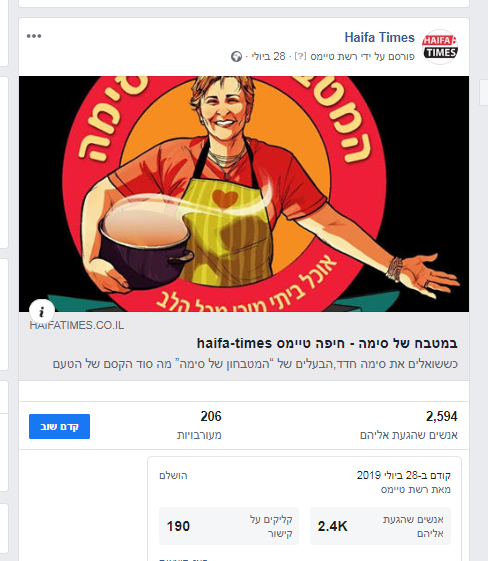 Haifa Times
HAIFA
TIMES
פורסם על ידי רשת טיימס [?] · 28 ביולי ·
סימה
אוכל ביתי מוכן מכל הלב
HAIFATIMES.CO.IL
במטבח של סימה - חיפה טיימס haifa-times
כששואלים את סימה חדד,הבעלים של “המטבחון של סימה” מה סוד הקסם של הטעם
2,594
אנשים שהגעת אליהם
206
מעורבויות
קדם שוב
קודם ב-28 ביולי 2019
מאת רשת טיימס
הושלם
אנשים שהגעת
אליהם
2.4K
קליקים על
קישור
190